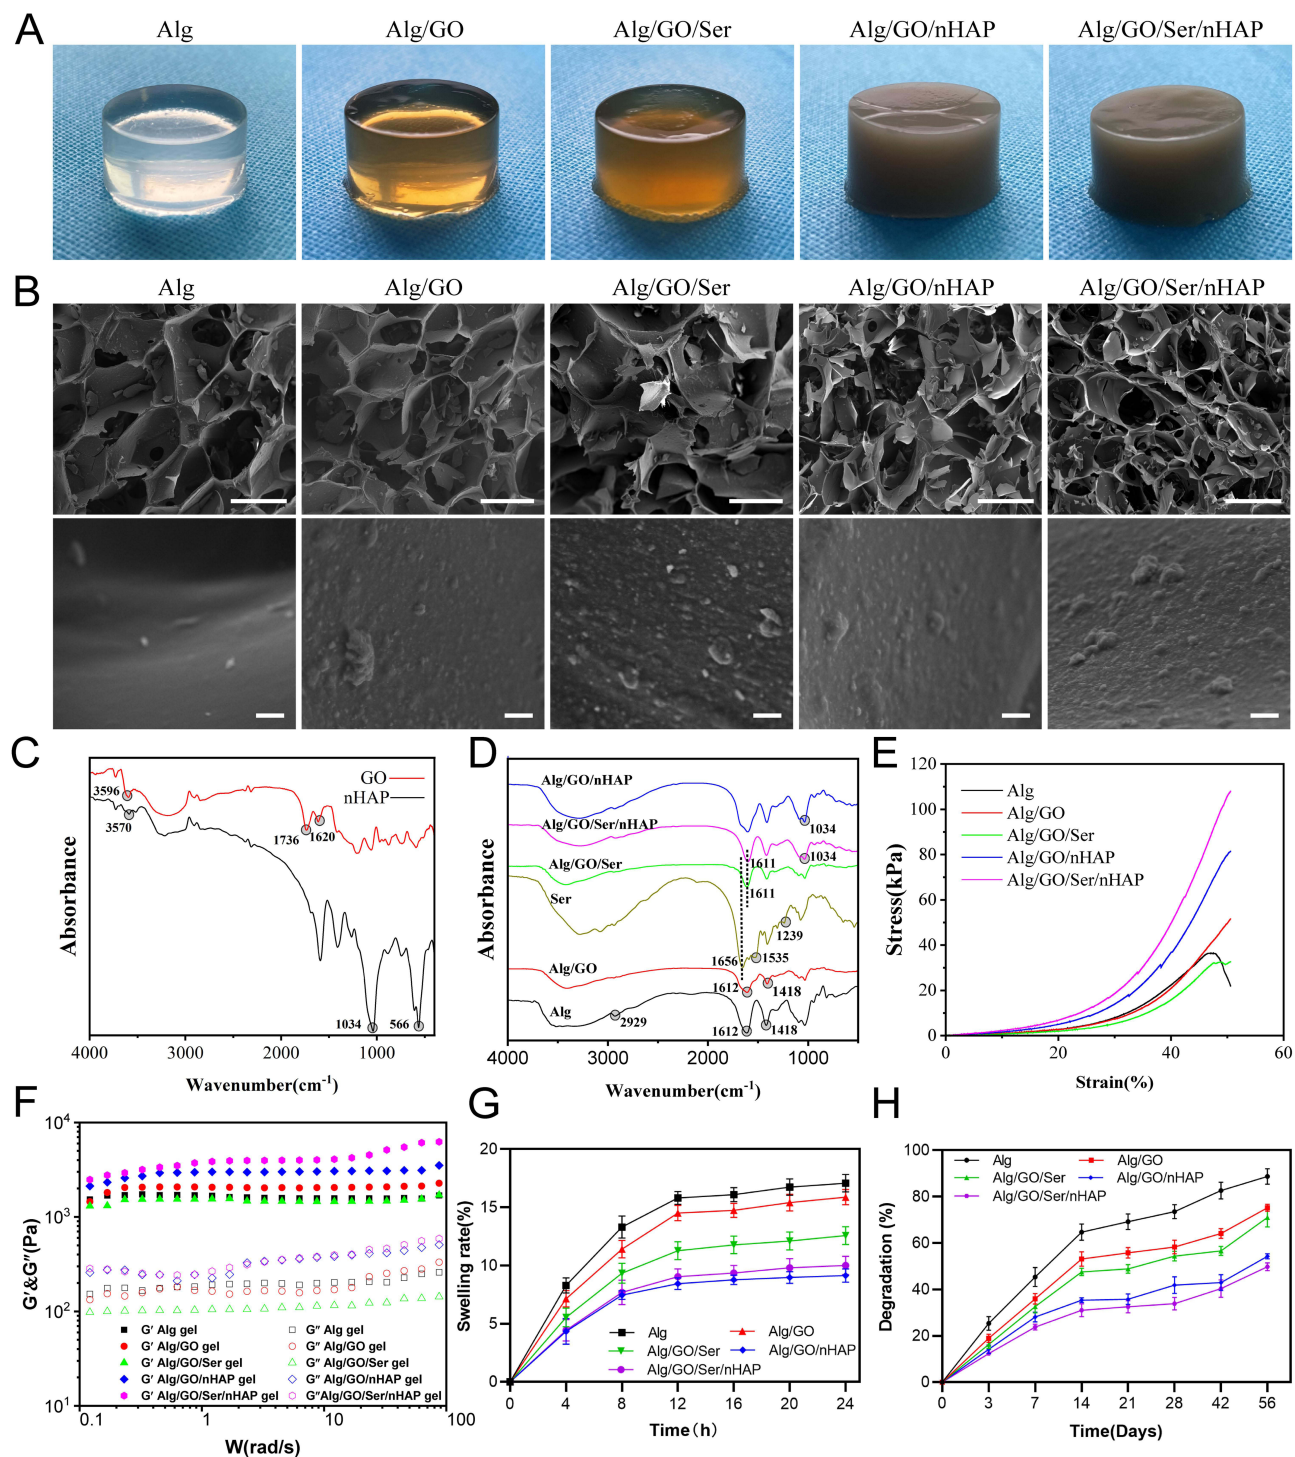 A
Alg
Alg/GO
Alg/GO/Ser
Alg/GO/nHAP
Alg/GO/Ser/nHAP
B
Alg
Alg/GO
Alg/GO/Ser
Alg/GO/nHAP
Alg/GO/Ser/nHAP
C
Absorbance
GO
nHAP
3596
3570
1736
1620
1034
566
4000
3000
2000
1000
Wavenumber(cm⁻¹)
D
Absorbance
Alg/GO/nHAP
1034
Alg/GO/Ser/nHAP
1611
1034
Alg/GO/Ser
1611
Ser
1239
1656
1535
Alg/GO
1612
1418
Alg
2929
1612
1418
4000
3000
2000
1000
Wavenumber(cm⁻¹)
E
Stress(kPa)
120
100
80
60
40
20
0
Alg
Alg/GO
Alg/GO/Ser
Alg/GO/nHAP
Alg/GO/Ser/nHAP
0
20
40
60
Strain(%)
F
G′&G″(Pa)
10⁴
10³
10²
10¹
G′ Alg gel
G″ Alg gel
G′ Alg/GO gel
G″ Alg/GO gel
G′ Alg/GO/Ser gel
G″ Alg/GO/Ser gel
G′ Alg/GO/nHAP gel
G″ Alg/GO/nHAP gel
G′ Alg/GO/Ser/nHAP gel
G″Alg/GO/Ser/nHAP gel
0.1
1
10
100
W(rad/s)
G
Swelling rate(%)
20
15
10
5
0
Alg
Alg/GO
Alg/GO/Ser
Alg/GO/nHAP
Alg/GO/Ser/nHAP
0
4
8
12
16
20
24
Time（h）
H
Degradation (%)
100
80
60
40
20
0
Alg
Alg/GO
Alg/GO/Ser
Alg/GO/nHAP
Alg/GO/Ser/nHAP
0
3
7
14
21
28
42
56
Time(Days)